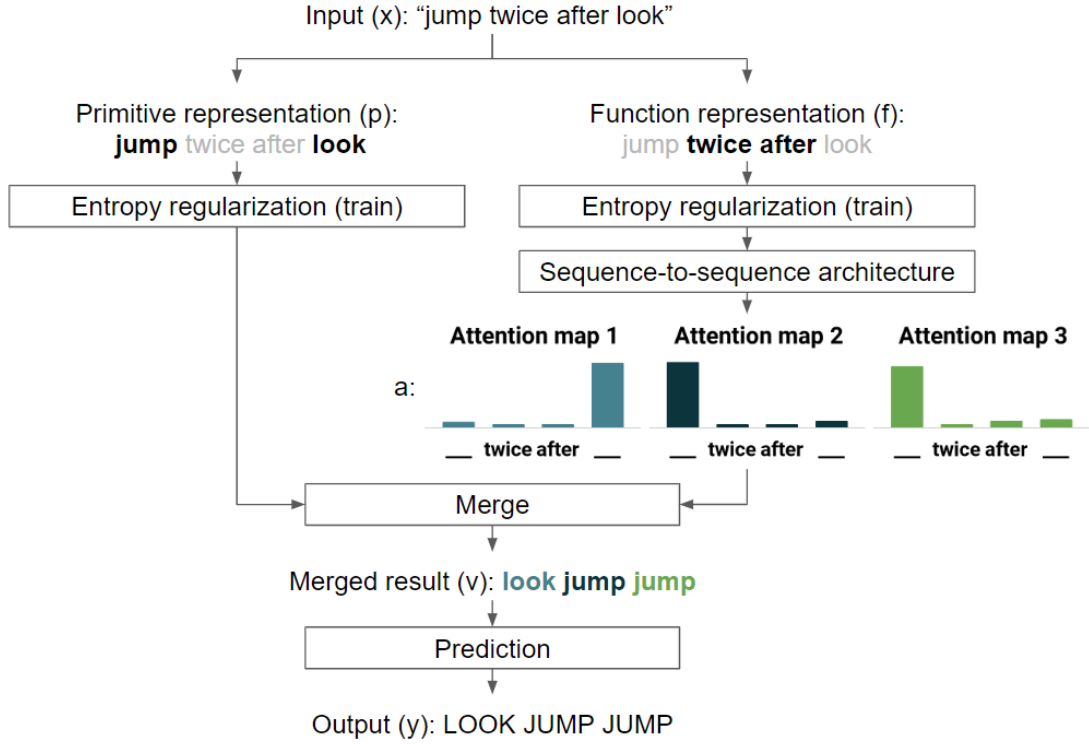 Input (x): “jump twice after look”
Primitive representation (p):
jump twice after look
Function representation (f):
jump twice after look
Entropy regularization (train)
Entropy regularization (train)
Sequence-to-sequence architecture
Attention map 1
Attention map 2
Attention map 3
a:
__ twice after __
__ twice after __
__ twice after __
Merge
Merged result (v): look jump jump
Prediction
Output (y): LOOK JUMP JUMP